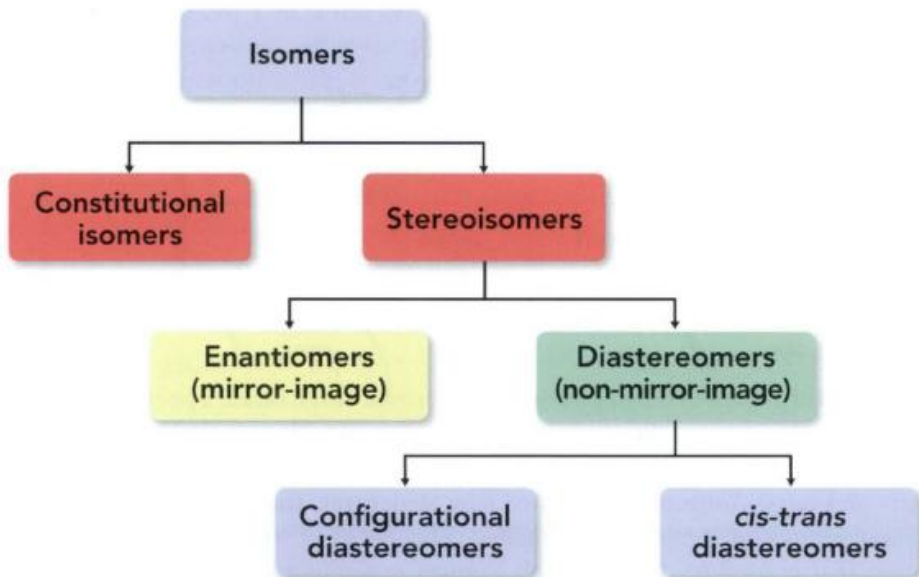 Isomers
Constitutional
isomers
Stereoisomers
Enantiomers
(mirror-image)
Diastereomers
(non-mirror-image)
Configurational
diastereomers
cis-trans
diastereomers